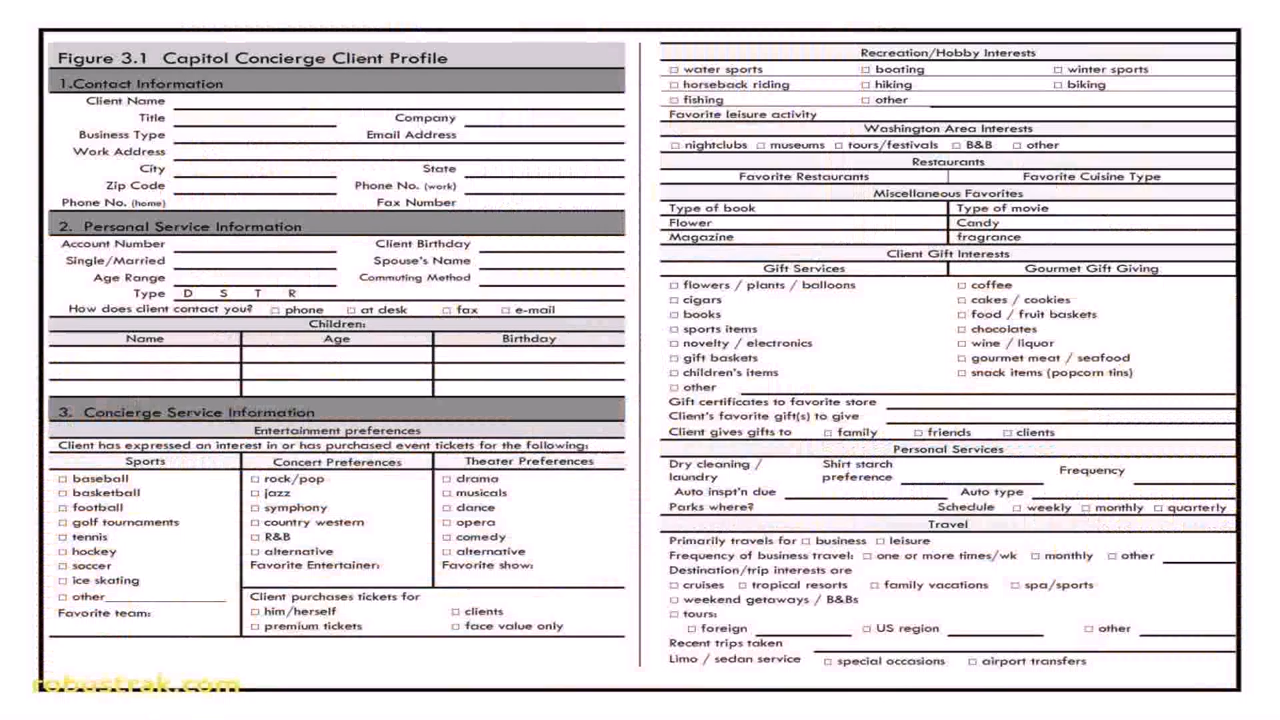 Figure 3.1 Capitol Concierge Client Profile
1.Contact Information
Client Name
Title Company
Business Type Email Address
Work Address
City State
Zip Code Phone No. (work)
Phone No. (home) Fax Number
2. Personal Service Information
Account Number Client Birthday
Single/Married Spouse's Name
Age Range Commuting Method
Type D S T R
How does client contact you? □ phone □ at desk □ fax □ e-mail
Children:
Name Age Birthday
3. Concierge Service Information
Entertainment preferences
Client has expressed an interest in or has purchased event tickets for the following:
Sports Concert Preferences Theater Preferences
□ baseball □ rock/pop □ drama
□ basketball □ jazz □ musicals
□ football □ symphony □ dance
□ golf tournaments □ country western □ opera
□ tennis □ R&B □ comedy
□ hockey □ alternative □ alternative
□ soccer Favorite Entertainer: Favorite show:
□ ice skating
□ other
Favorite team:
Client purchases tickets for
□ him/herself □ clients
□ premium tickets □ face value only
Recreation/Hobby Interests
□ water sports □ boating □ winter sports
□ horseback riding □ hiking □ biking
□ fishing □ other
Favorite leisure activity
Washington Area Interests
□ nightclubs □ museums □ tours/festivals □ B&B □ other
Restaurants
Favorite Restaurants Favorite Cuisine Type
Miscellaneous Favorites
Type of book Type of movie
Flower Candy
Magazine fragrance
Client Gift Interests
Gift Services Gourmet Gift Giving
□ flowers / plants / balloons □ coffee
□ cigars □ cakes / cookies
□ books □ food / fruit baskets
□ sports items □ chocolates
□ novelty / electronics □ wine / liquor
□ gift baskets □ gourmet meat / seafood
□ children's items □ snack items (popcorn tins)
□ other
Gift certificates to favorite store
Client's favorite gift(s) to give
Client gives gifts to □ family □ friends □ clients
Personal Services
Dry cleaning / laundry Shirt starch preference Frequency
Auto inspt'n due Auto type
Parks where? Schedule □ weekly □ monthly □ quarterly
Travel
Primarily travels for □ business □ leisure
Frequency of business travel: □ one or more times/wk □ monthly □ other
Destination/trip interests are
□ cruises □ tropical resorts □ family vacations □ spa/sports
□ weekend getaways / B&Bs
□ tours:
□ foreign □ US region □ other
Recent trips taken
Limo / sedan service □ special occasions □ airport transfers
robustrak.com